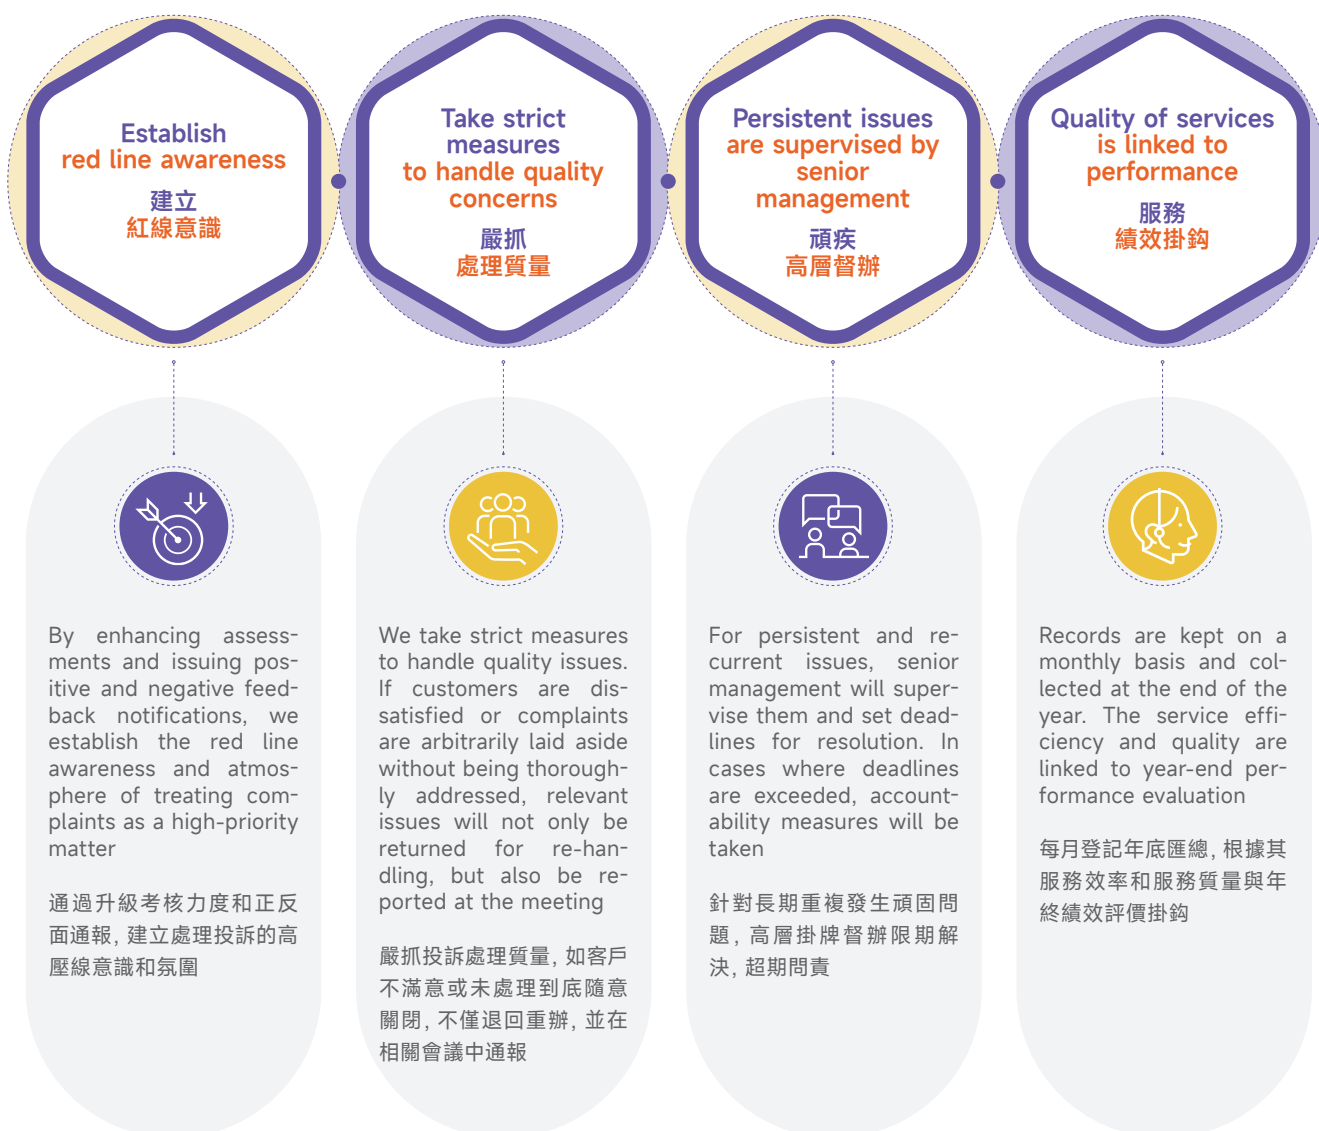 Establish
red line awareness
建立
紅線意識
Take strict
measures
to handle quality
concerns
嚴抓
處理質量
Persistent issues
are supervised by
senior
management
頑疾
高層督辦
Quality of services
is linked to
performance
服務
績效掛鈎
By enhancing assess-
ments and issuing pos-
itive and negative feed-
back notifications, we
establish the red line
awareness and atmos-
phere of treating com-
plaints as a high-priority
matter
通過升級考核力度和正反
面通報, 建立處理投訴的高
壓線意識和氛圍
We take strict measures
to handle quality issues.
If customers are dis-
satisfied or complaints
are arbitrarily laid aside
without being thorough-
ly addressed, relevant
issues will not only be
returned for re-han-
dling, but also be re-
ported at the meeting
嚴抓投訴處理質量, 如客戶
不滿意或未處理到底隨意
關閉, 不僅退回重辦, 並在
相關會議中通報
For persistent and re-
current issues, senior
management will super-
vise them and set dead-
lines for resolution. In
cases where deadlines
are exceeded, account-
ability measures will be
taken
針對長期重複發生頑固問
題, 高層掛牌督辦限期解
決, 超期問責
Records are kept on a
monthly basis and col-
lected at the end of the
year. The service effi-
ciency and quality are
linked to year-end per-
formance evaluation
每月登記年底匯總, 根據其
服務效率和服務質量與年
終績效評價掛鈎